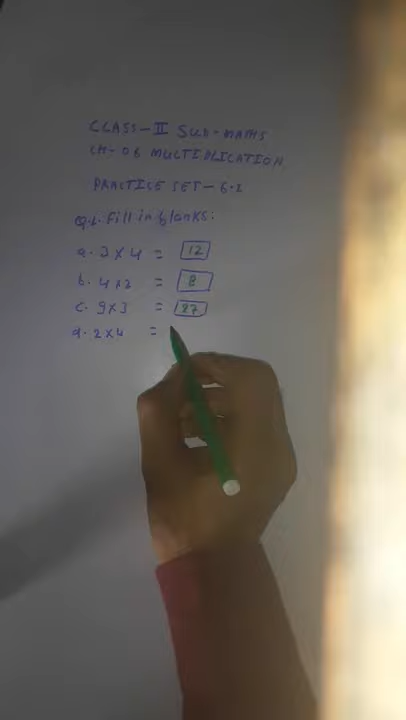 CLASS-II SUB-MATHS
CH-06 MULTIPLICATION
PRACTICE SET-6.2
Q.1. Fill in blanks:
a. 3 x 4 = 12
b. 4 x 2 = 8
c. 9 x 3 = 27
d. 2 x 4 =